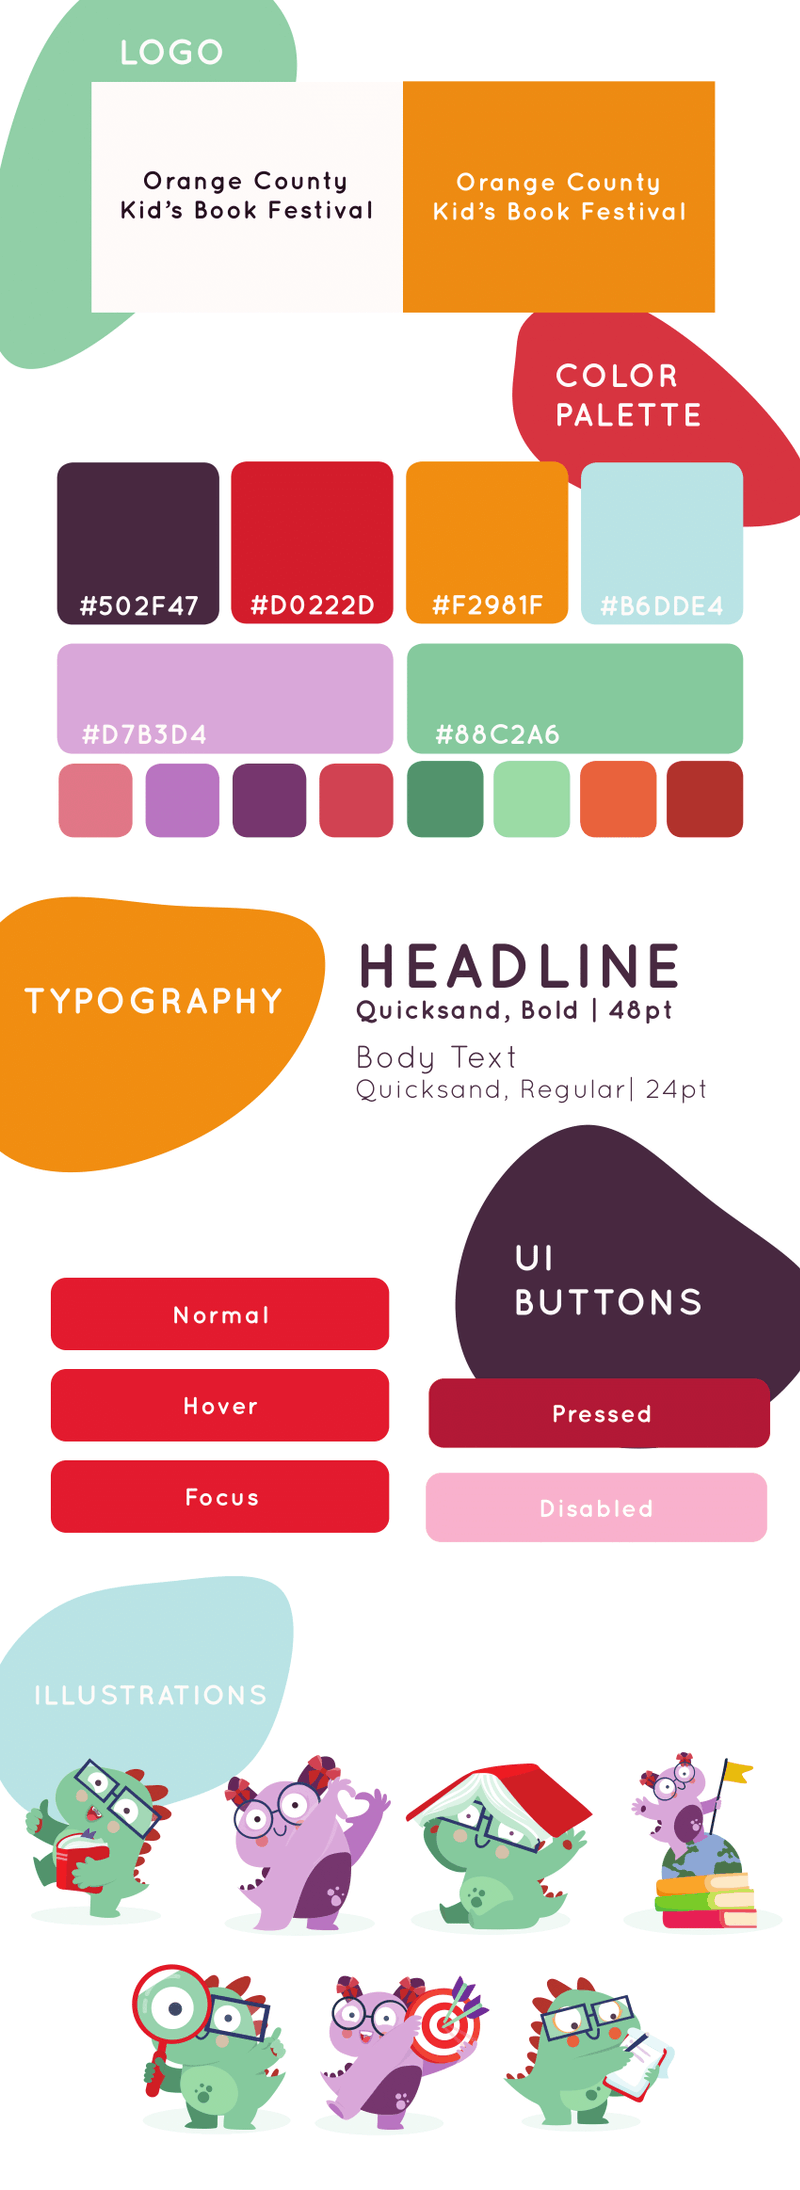 LOGO
Orange County
Kid's Book Festival
Orange County
Kid's Book Festival
COLOR
PALETTE
#502F47
#D0222D
#F2981F
#B6DDE4
#D7B3D4
#88C2A6
TYPOGRAPHY
HEADLINE
Quicksand, Bold | 48pt
Body Text
Quicksand, Regular| 24pt
UI
BUTTONS
Normal
Hover
Focus
Pressed
Disabled
ILLUSTRATIONS